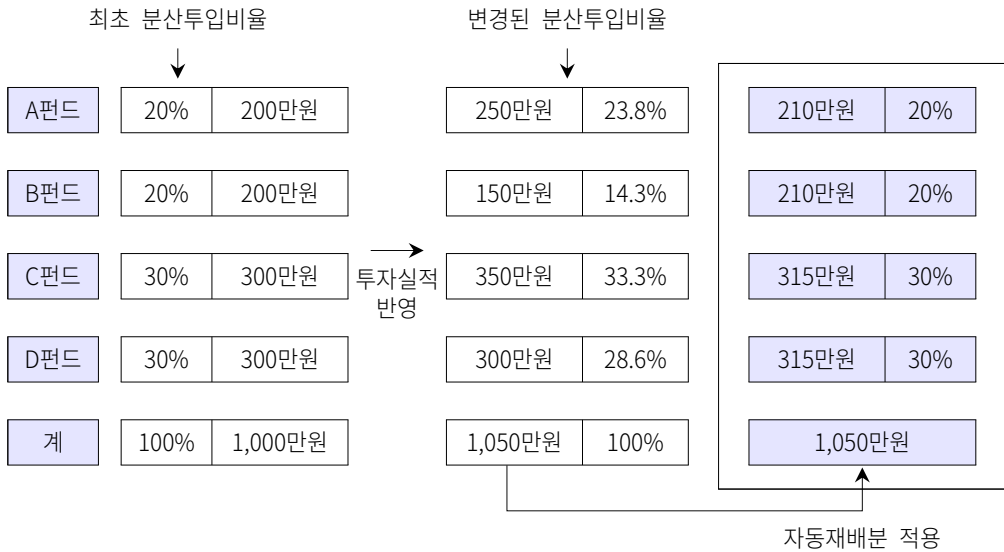 최초 분산투입비율 변경된 분산투입비율
A펀드 20% 200만원 250만원 23.8% 210만원 20%
B펀드 20% 200만원 150만원 14.3% 210만원 20%
C펀드 30% 300만원 350만원 33.3% 315만원 30%
투자실적
반영
D펀드 30% 300만원 300만원 28.6% 315만원 30%
계 100% 1,000만원 1,050만원 100% 1,050만원
자동재배분 적용